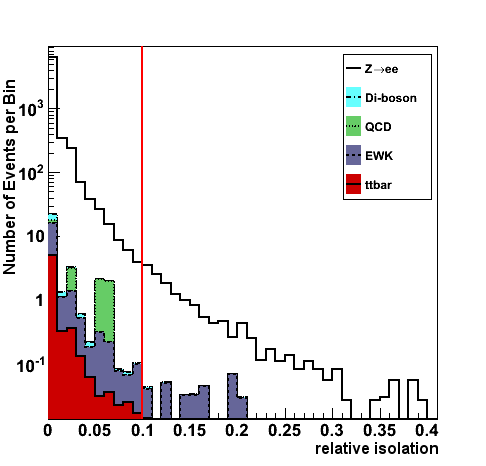 Number of Events per Bin
10³
10²
10
1
10⁻¹
Z→ee
Di-boson
QCD
EWK
ttbar
0 0.05 0.1 0.15 0.2 0.25 0.3 0.35 0.4
relative isolation